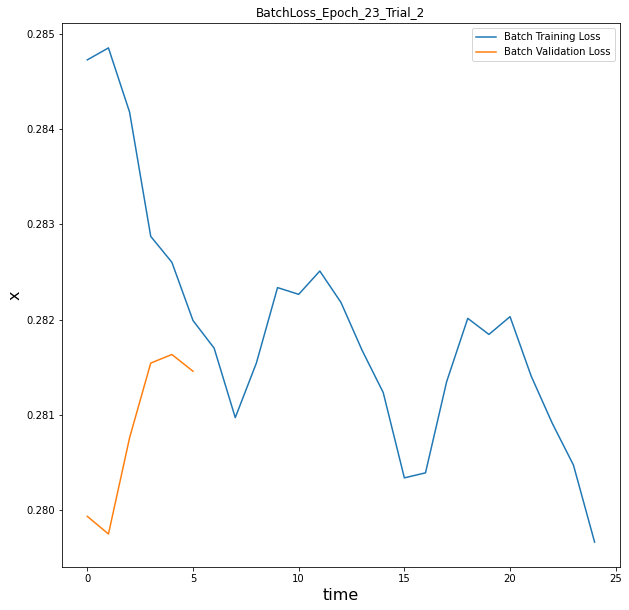 BatchLoss_Epoch_23_Trial_2
Batch Training Loss
Batch Validation Loss
0.285
0.284
0.283
0.282
0.281
0.280
x
0 5 10 15 20 25
time